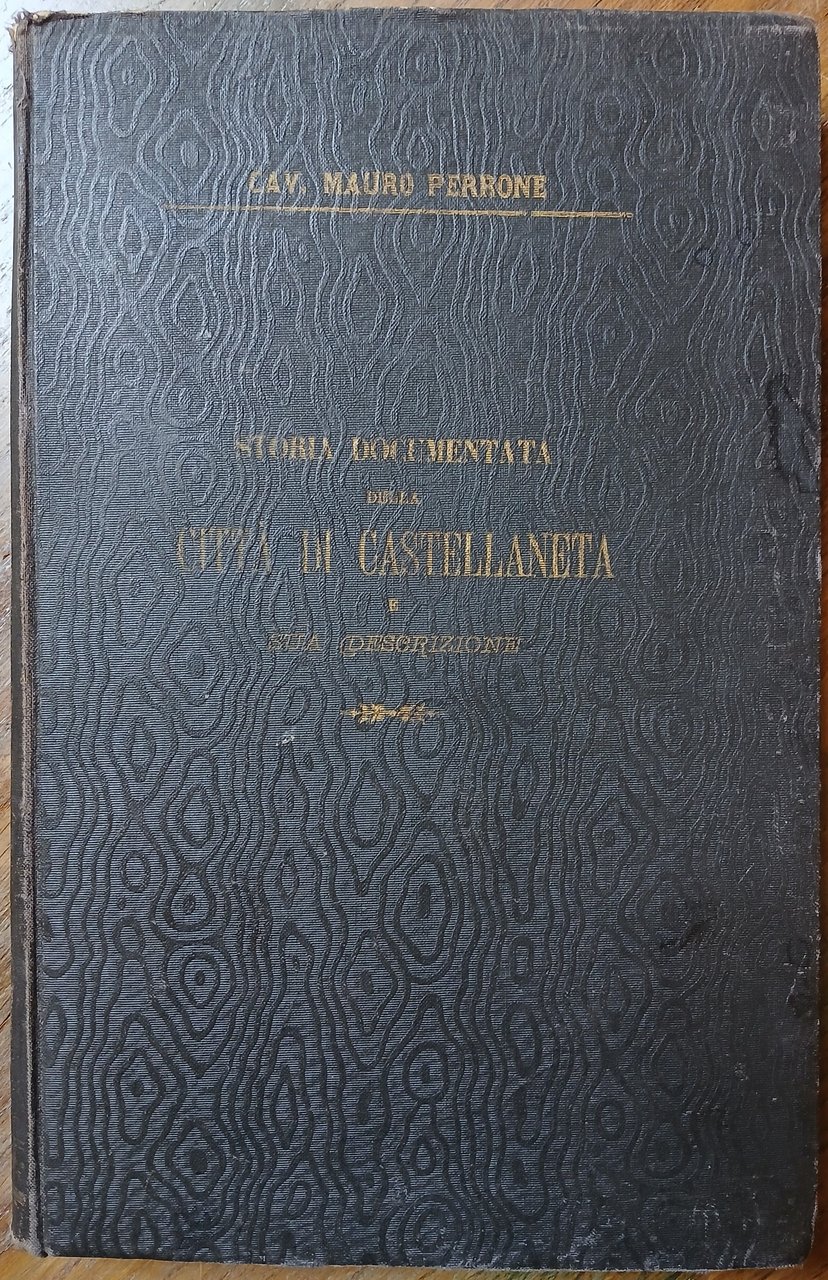 CAV. MAURO PERRONE
STORIA DOCUMENTATA
DELLA
CITTÀ DI CASTELLANETA
E
SUA DESCRIZIONE